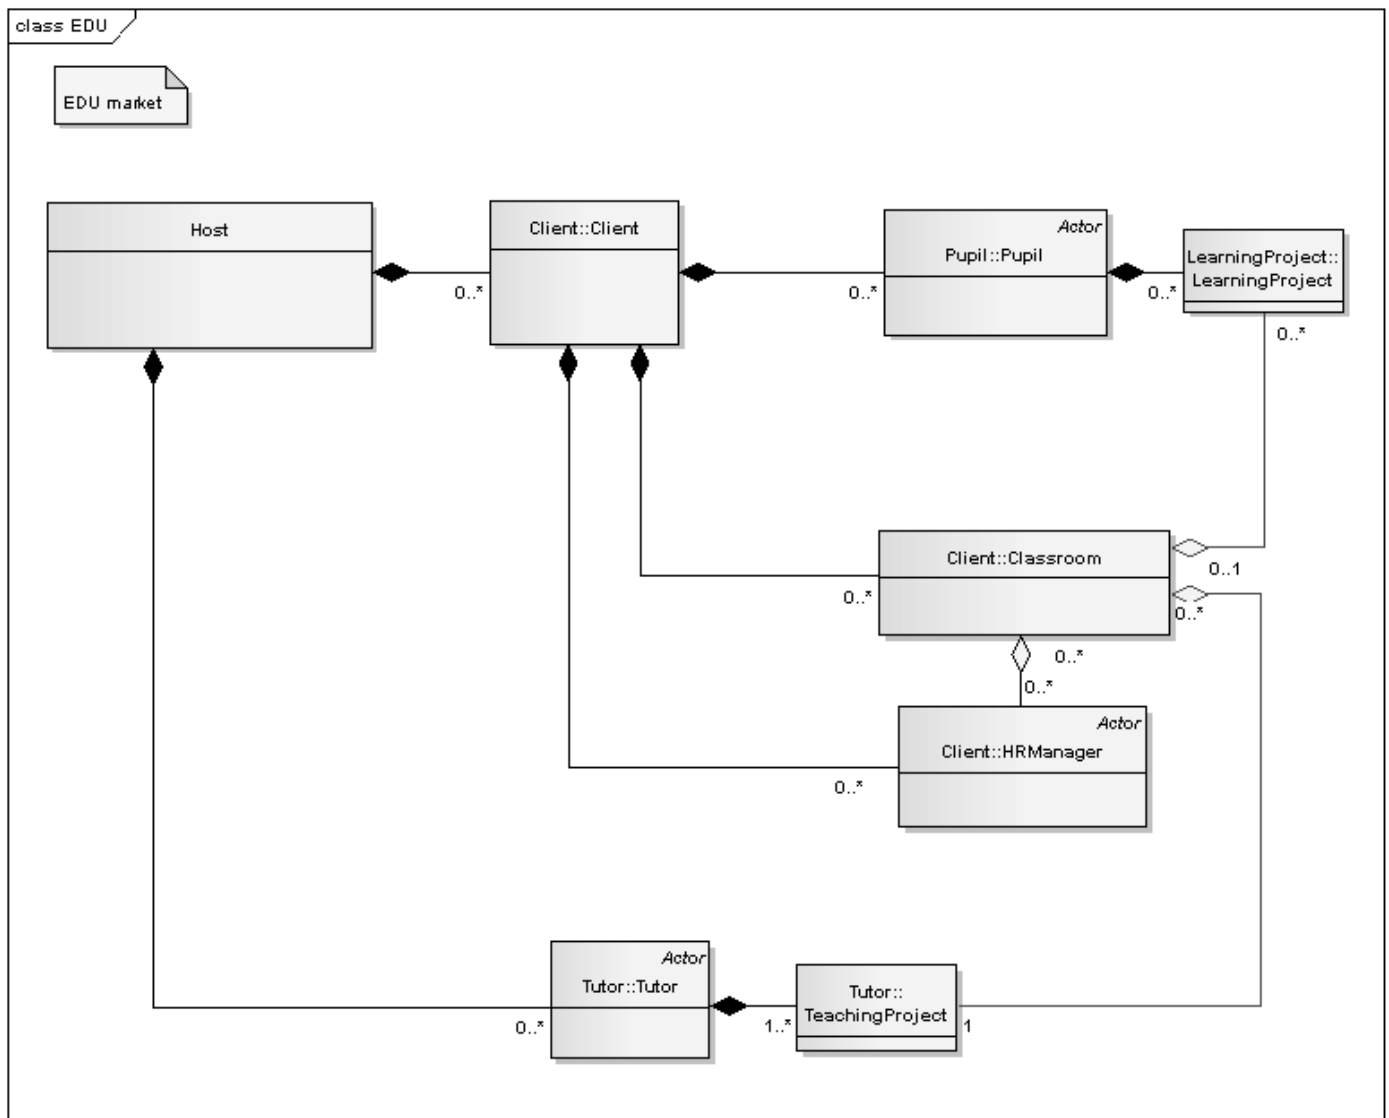 class EDU
EDU market
Host
0..*
Client::Client
0..*
Actor
Pupil::Pupil
0..*
LearningProject::
LearningProject
0..*
Client::Classroom
0..*
0..1
0..*
0..*
0..*
Actor
Client::HRManager
0..*
Actor
Tutor::Tutor
0..*
1..*
Tutor::
TeachingProject
1